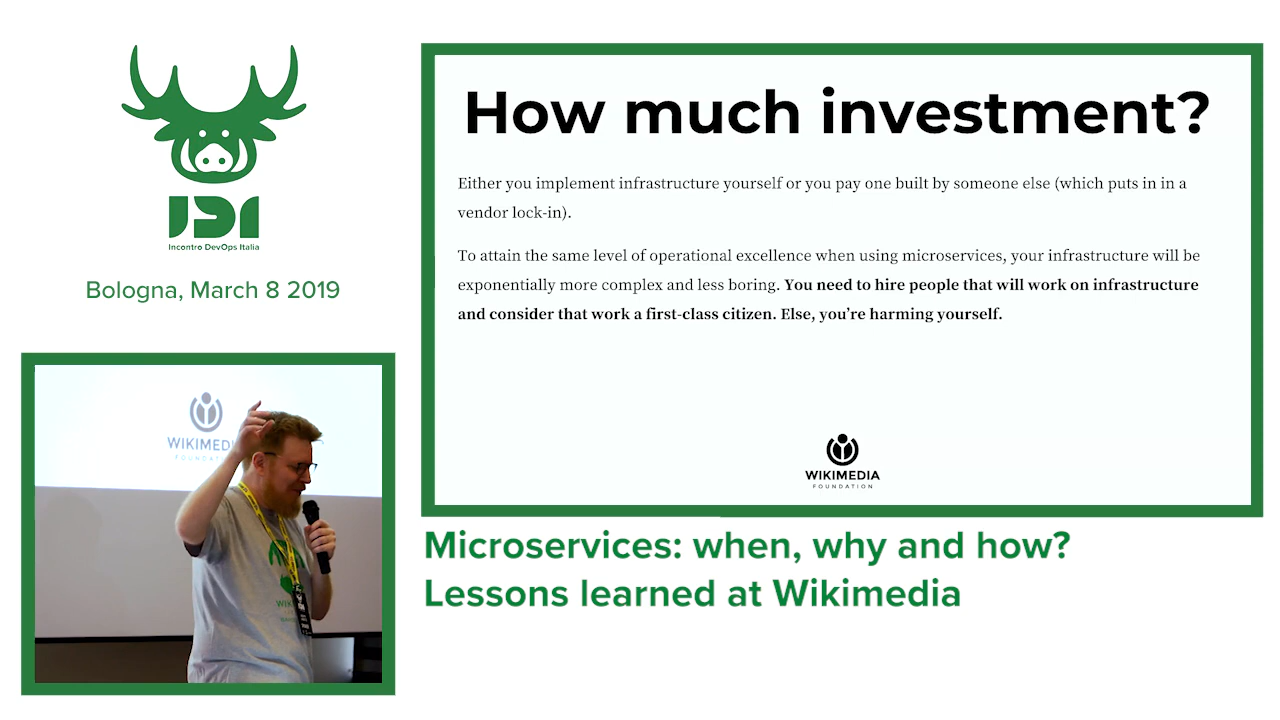 IDI
Incontro DevOps Italia
Bologna, March 8 2019
How much investment?
Either you implement infrastructure yourself or you pay one built by someone else (which puts in in a
vendor lock-in).
To attain the same level of operational excellence when using microservices, your infrastructure will be
exponentially more complex and less boring. You need to hire people that will work on infrastructure
and consider that work a first-class citizen. Else, you’re harming yourself.
WIKIMEDIA
FOUNDATION
WIKIMEDI
FOUNDATI
Microservices: when, why and how?
Lessons learned at Wikimedia